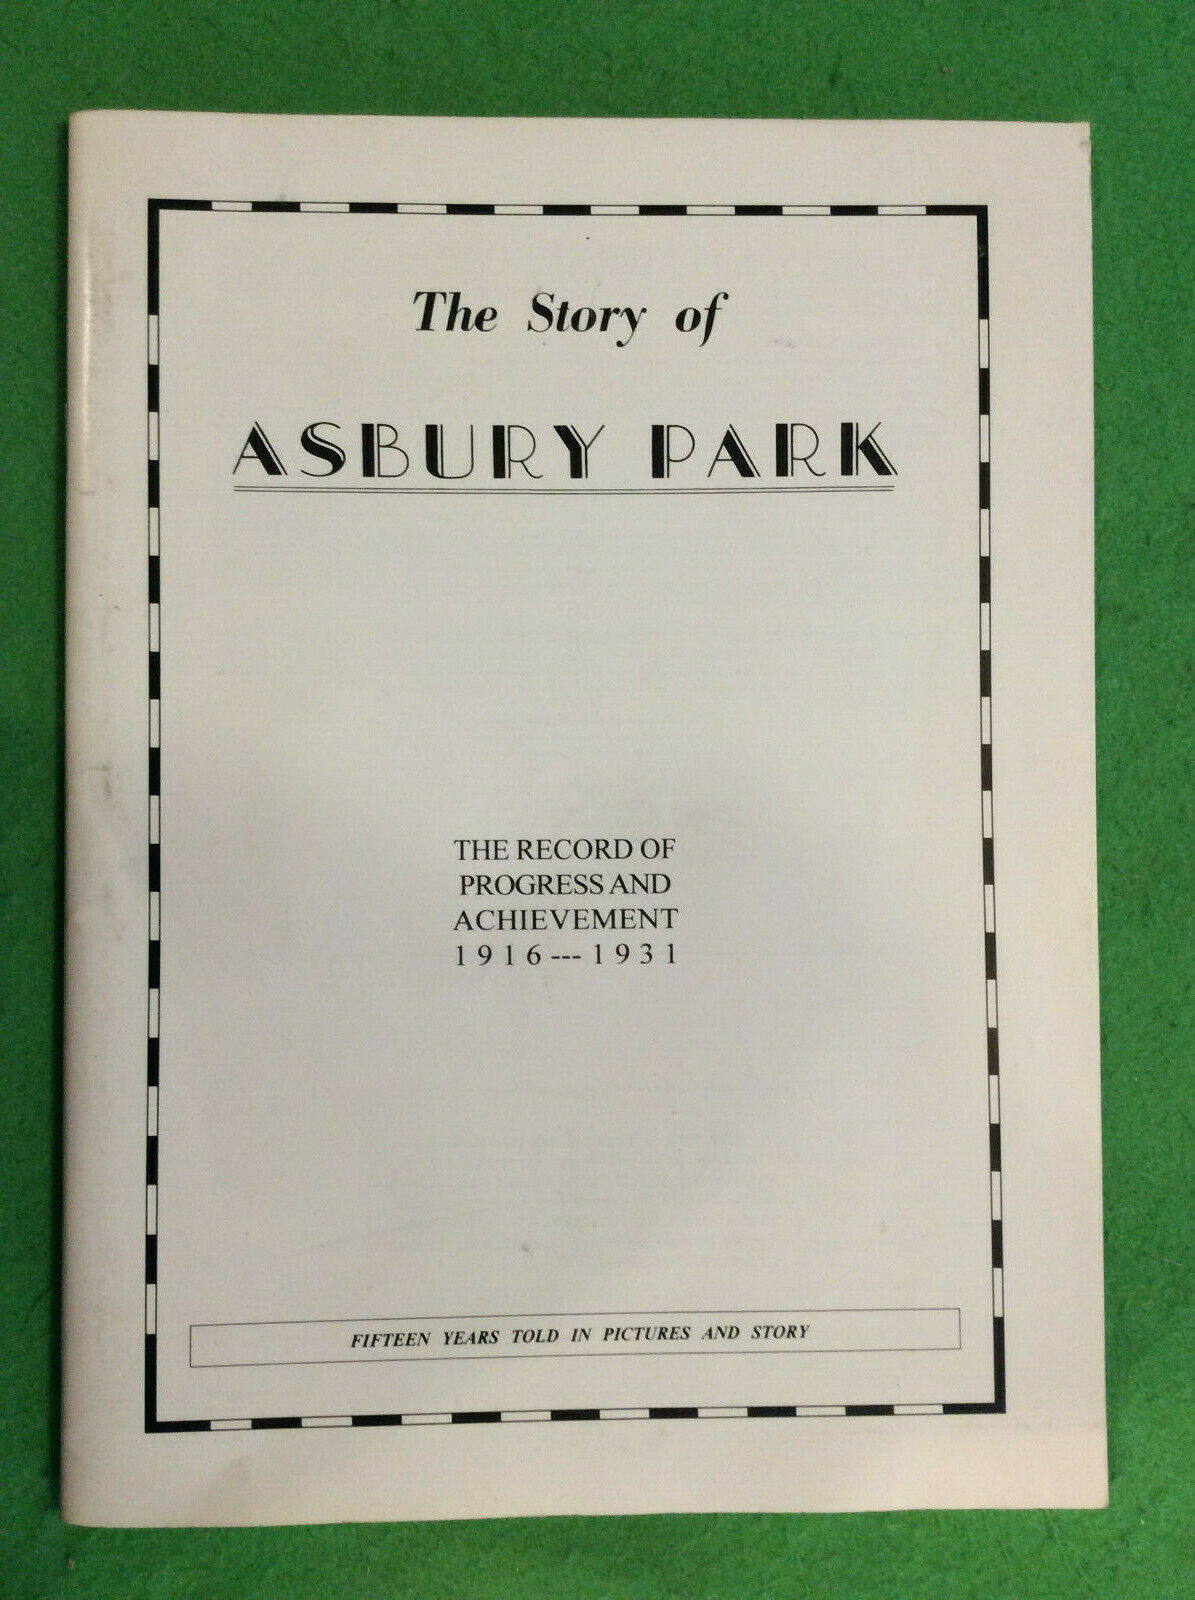 The Story of
ASBURY PARK
THE RECORD OF
PROGRESS AND
ACHIEVEMENT
1916---1931
FIFTEEN YEARS TOLD IN PICTURES AND STORY